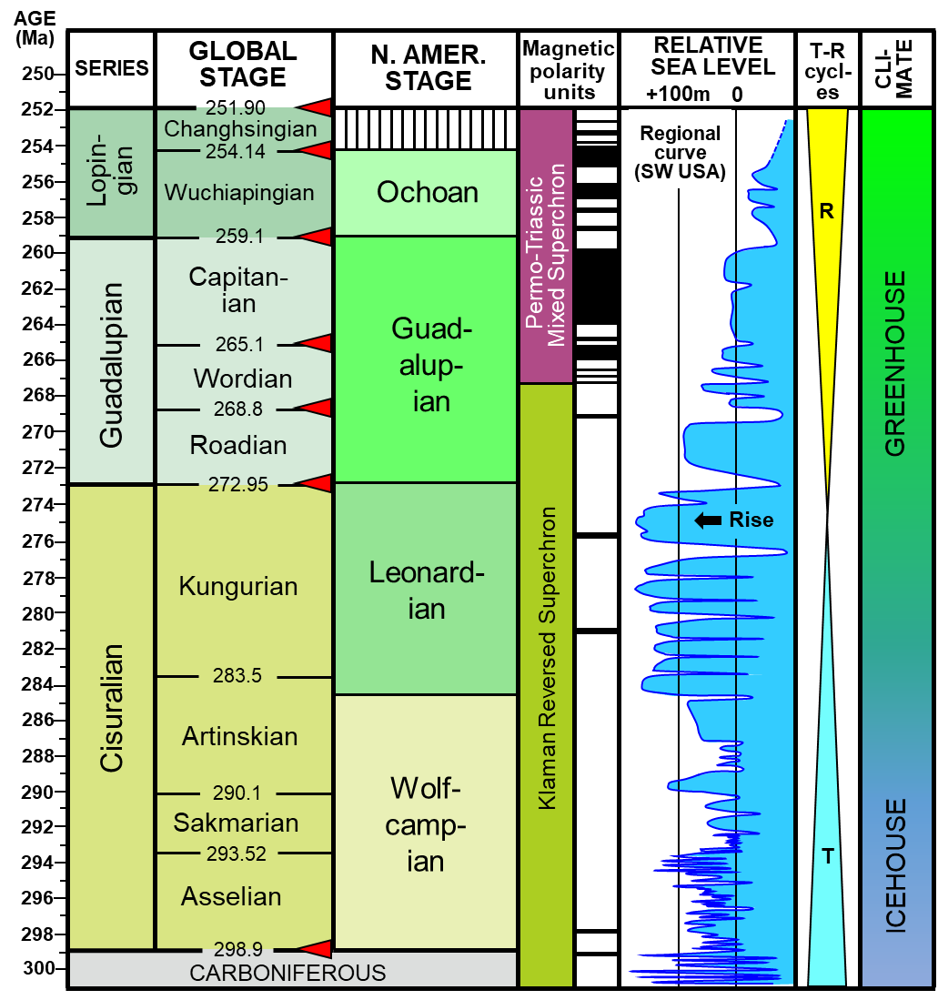 AGE
(Ma)
SERIES
GLOBAL
STAGE
N. AMER.
STAGE
Magnetic
polarity
units
RELATIVE
SEA LEVEL
+100m 0
T-R
cycl-
es
CLI-
MATE
250
252
254
256
258
260
262
264
266
268
270
272
274
276
278
280
282
284
286
288
290
292
294
296
298
300
Lopin-
gian
Guadalupian
Cisuralian
251.90
Changhsingian
254.14
Wuchiapingian
259.1
Capitan-
ian
265.1
Wordian
268.8
Roadian
272.95
Kungurian
283.5
Artinskian
290.1
Sakmarian
293.52
Asselian
298.9
CARBONIFEROUS
Ochoan
Guad-
alup-
ian
Leonard-
ian
Wolf-
camp-
ian
Permo-Triassic
Mixed Superchron
Klaman Reversed Superchron
Regional
curve
(SW USA)
Rise
R
T
GREENHOUSE
ICEHOUSE